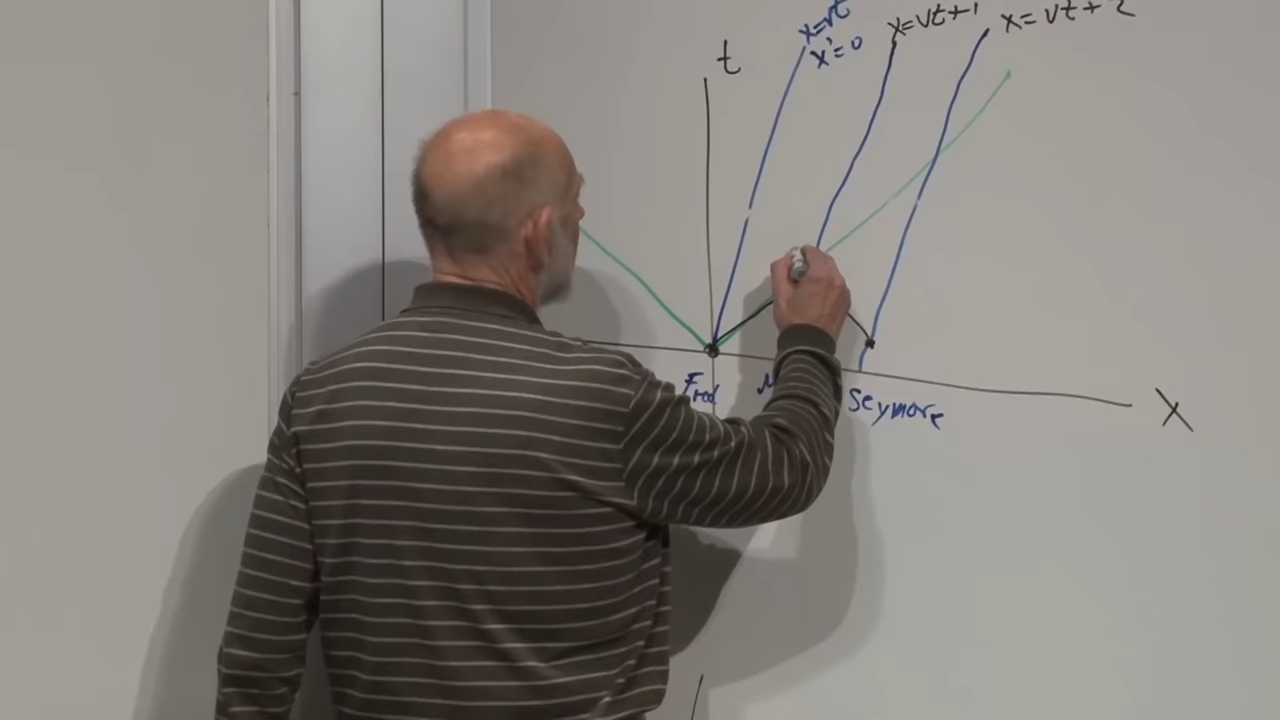 x=vt
x'=0
x=vt+1
x=vt+2
t
Fred
Seymore
X